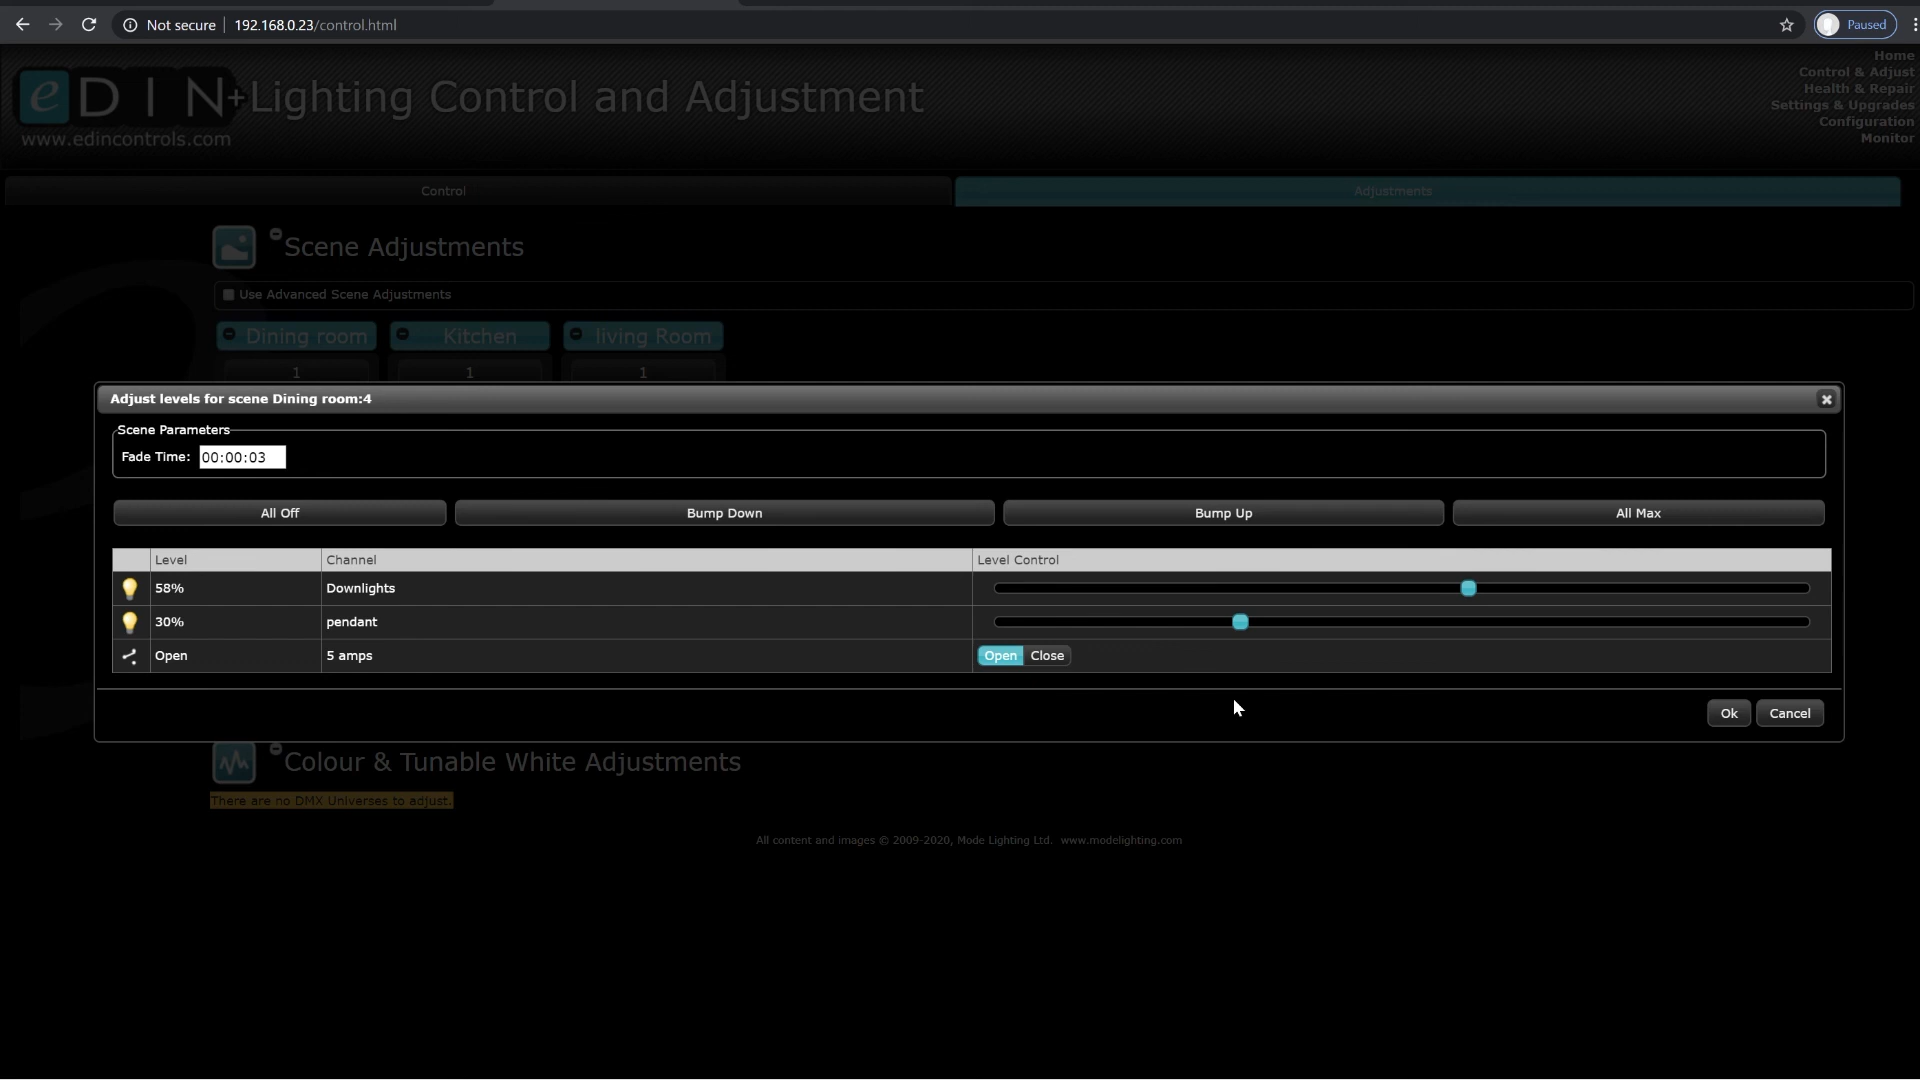 Not secure
192.168.0.23/control.html
Paused
eDIN+
Lighting Control and Adjustment
www.edincontrols.com
Home
Control & Adjust
Health & Repair
Settings & Upgrades
Configuration
Monitor
Control
Adjustments
Scene Adjustments
Use Advanced Scene Adjustments
Dining room
Kitchen
living Room
1
1
1
Adjust levels for scene Dining room:4
Scene Parameters
Fade Time: 00:00:03
All Off
Bump Down
Bump Up
All Max
Level
Channel
Level Control
58%
Downlights
30%
pendant
Open
5 amps
Open
Close
Ok
Cancel
Colour & Tunable White Adjustments
There are no DMX Universes to adjust.
All content and images © 2009-2020, Mode Lighting Ltd. www.modelighting.com